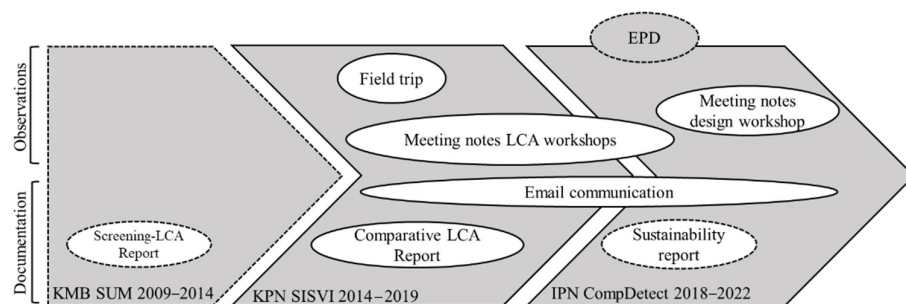 EPD
Observations
Field trip
Meeting notes
design workshop
Meeting notes LCA workshops
Email communication
Documentation
Screening-LCA
Report
Comparative LCA
Report
Sustainability
report
KMB SUM 2009–2014
KPN SISVI 2014–2019
IPN CompDetect 2018–2022